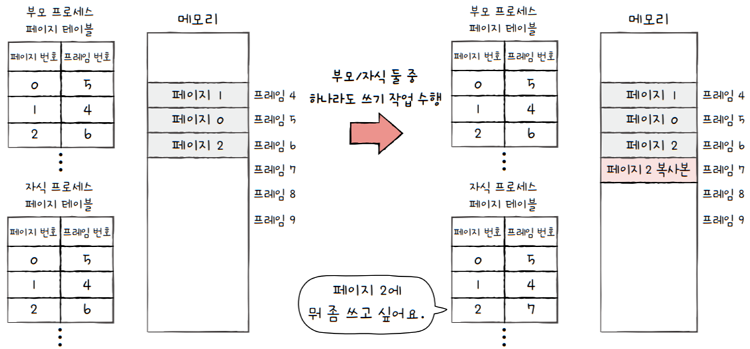 부모 프로세스
페이지 테이블
페이지 번호 프레임 번호
0 5
1 4
2 6
자식 프로세스
페이지 테이블
페이지 번호 프레임 번호
0 5
1 4
2 6
메모리
페이지 1 프레임 4
페이지 0 프레임 5
페이지 2 프레임 6
프레임 7
프레임 8
프레임 9
부모/자식 둘 중
하나라도 쓰기 작업 수행
부모 프로세스
페이지 테이블
페이지 번호 프레임 번호
0 5
1 4
2 6
자식 프로세스
페이지 테이블
페이지 번호 프레임 번호
0 5
1 4
2 7
페이지 2에
뭐 좀 쓰고 싶어요.
메모리
페이지 1 프레임 4
페이지 0 프레임 5
페이지 2 프레임 6
페이지 2 복사본 프레임 7
프레임 8
프레임 9